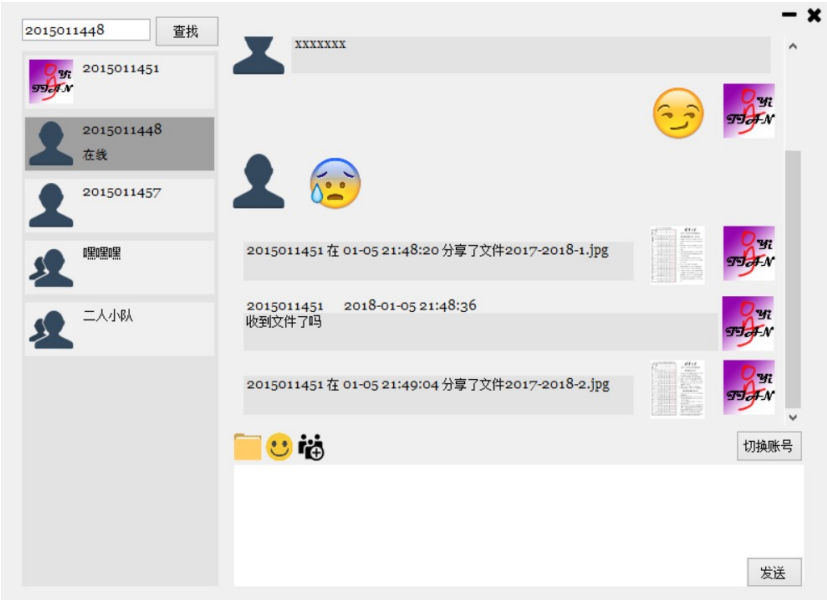 2015011448
查找
2015011451
2015011448
在线
2015011457
嘿嘿嘿
二人小队
xxxxxxx
2015011451 在 01-05 21:48:20 分享了文件2017-2018-1.jpg
2015011451 2018-01-05 21:48:36
收到文件了吗
2015011451 在 01-05 21:49:04 分享了文件2017-2018-2.jpg
切换账号
发送